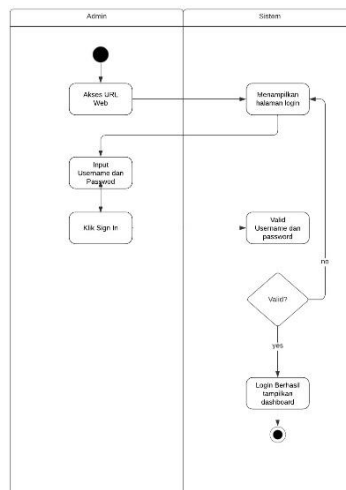 Admin
Sistem
Akses URL
Web
Menampilkan
halaman login
Input
Username dan
Passwod
Klik Sign In
Valid
Username dan
password
no
Valid?
yes
Login Berhasil
tampilkan
dashboard